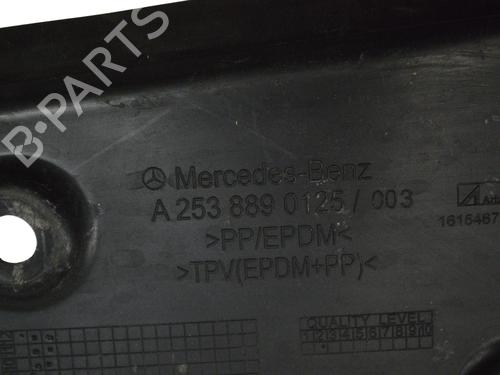 B-PARTS
Mercedes-Benz
A 253 889 0125 / 003
>PP/EPDM<
>TPV(EPDM+PP)<
1615467
QUALITY LEVEL
1 2 3 4 5 6 7 8 9 10